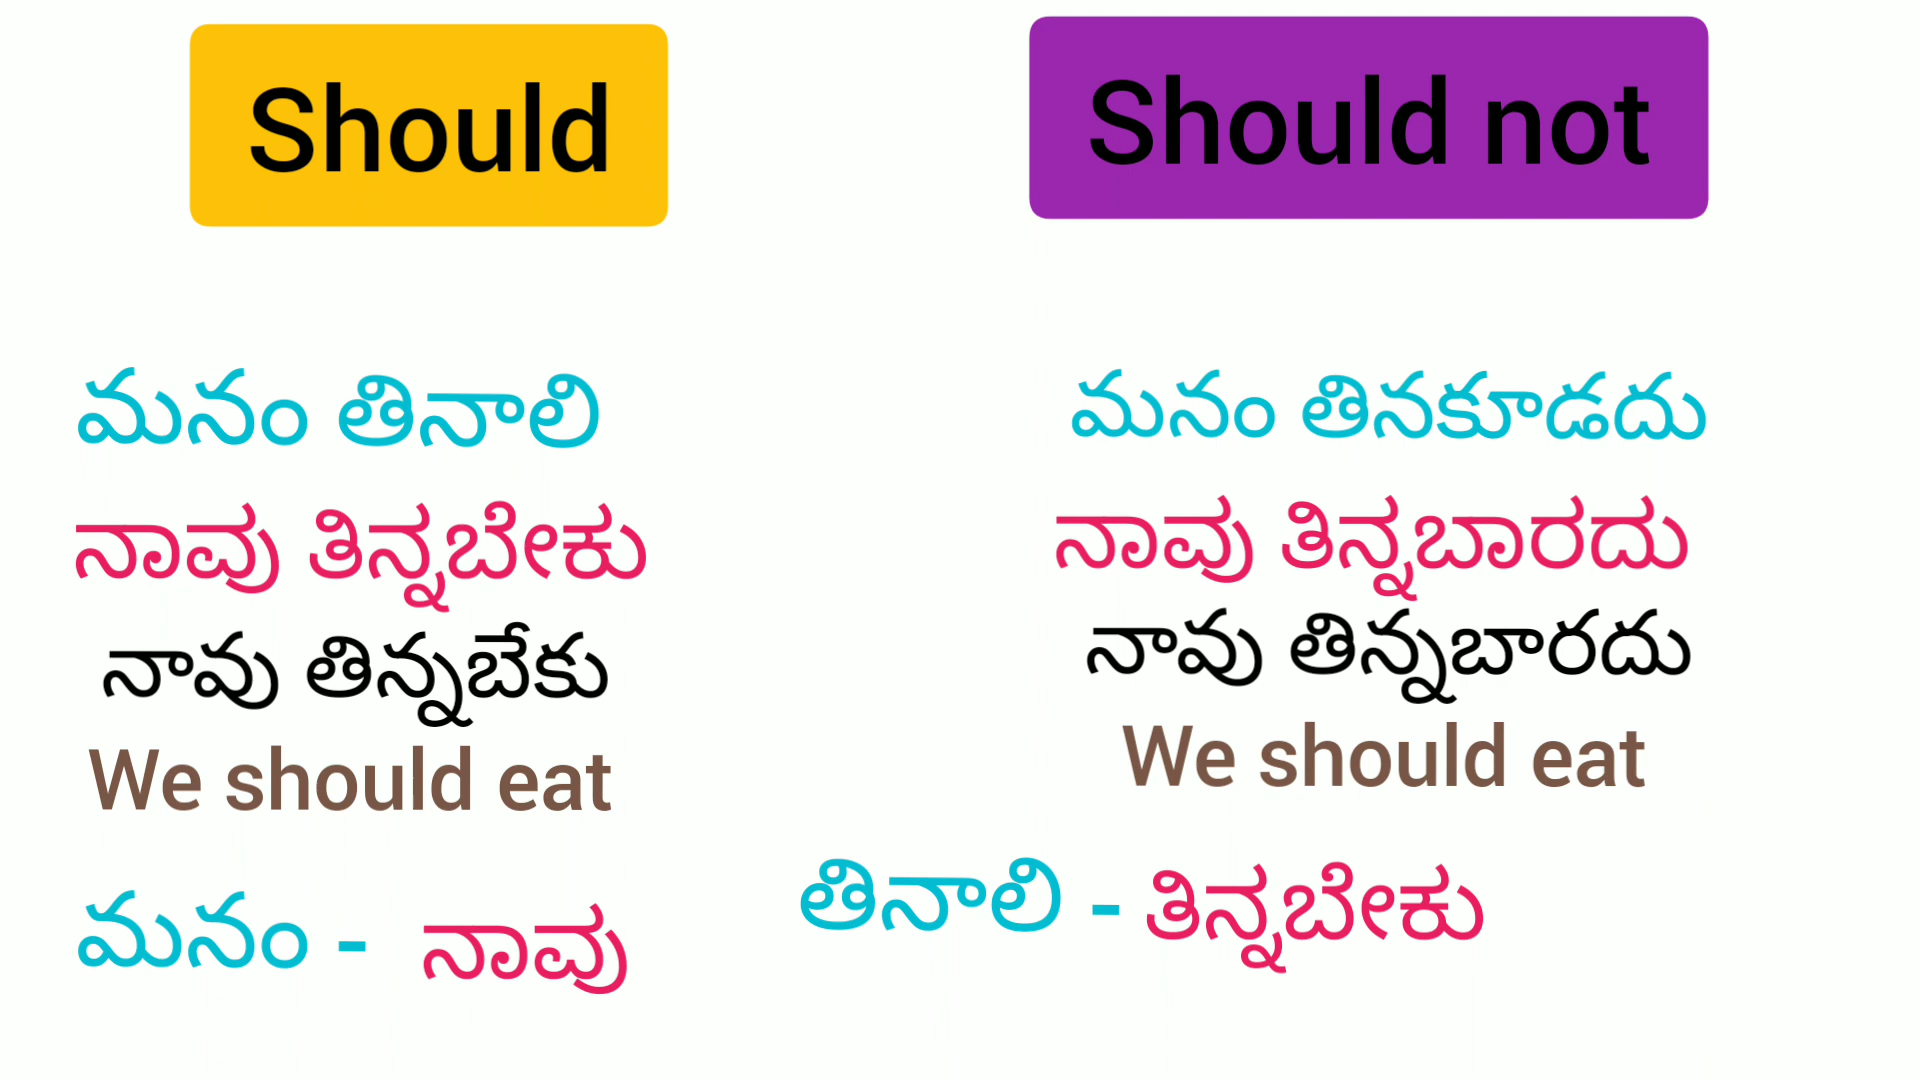 Should
మనం తినాలి
ನಾವು ತಿನ್ನಬೇಕು
నావు తిన్నబేకు
We should eat
మనం - ನಾವು
Should not
మనం తినకూడదు
ನಾವು ತಿನ್ನಬಾರದು
నావు తిన్నబారదు
We should eat
తినాలి - ತಿನ್ನಬೇಕು